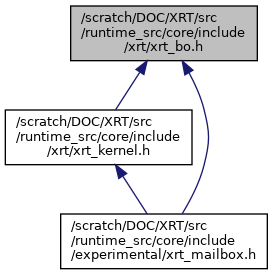 /scratch/DOC/XRT/src
/runtime_src/core/include
/xrt/xrt_bo.h
/scratch/DOC/XRT/src
/runtime_src/core/include
/xrt/xrt_kernel.h
/scratch/DOC/XRT/src
/runtime_src/core/include
/experimental/xrt_mailbox.h